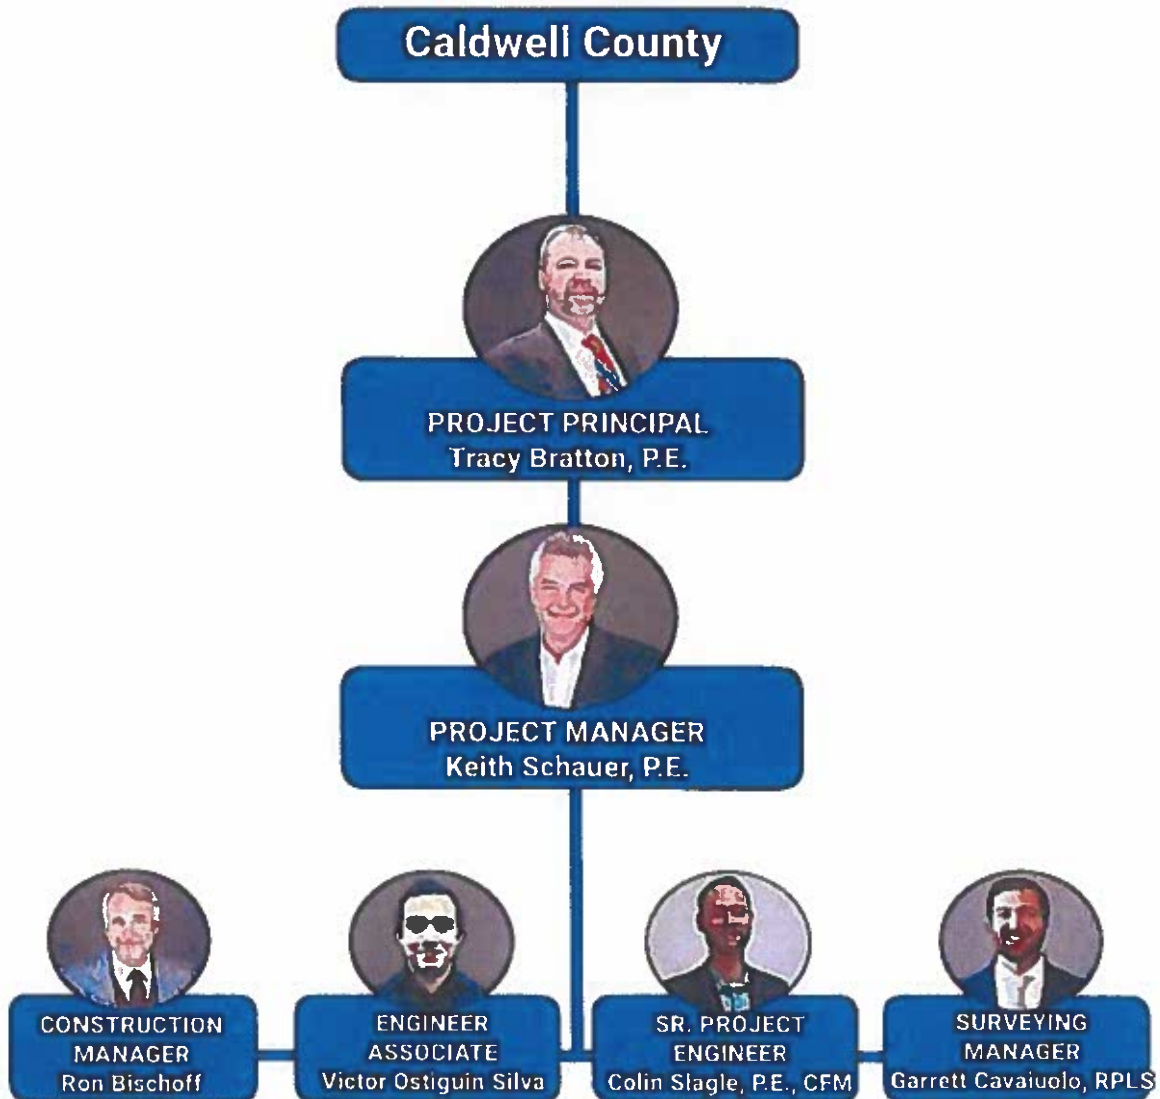 Caldwell County
PROJECT PRINCIPAL
Tracy Bratton, P.E.
PROJECT MANAGER
Keith Schauer, P.E.
CONSTRUCTION
MANAGER
Ron Bischoff
ENGINEER
ASSOCIATE
Victor Ostiguin Silva
SR. PROJECT
ENGINEER
Colin Slagle, P.E., CFM
SURVEYING
MANAGER
Garrett Cavaiuolo, RPLS